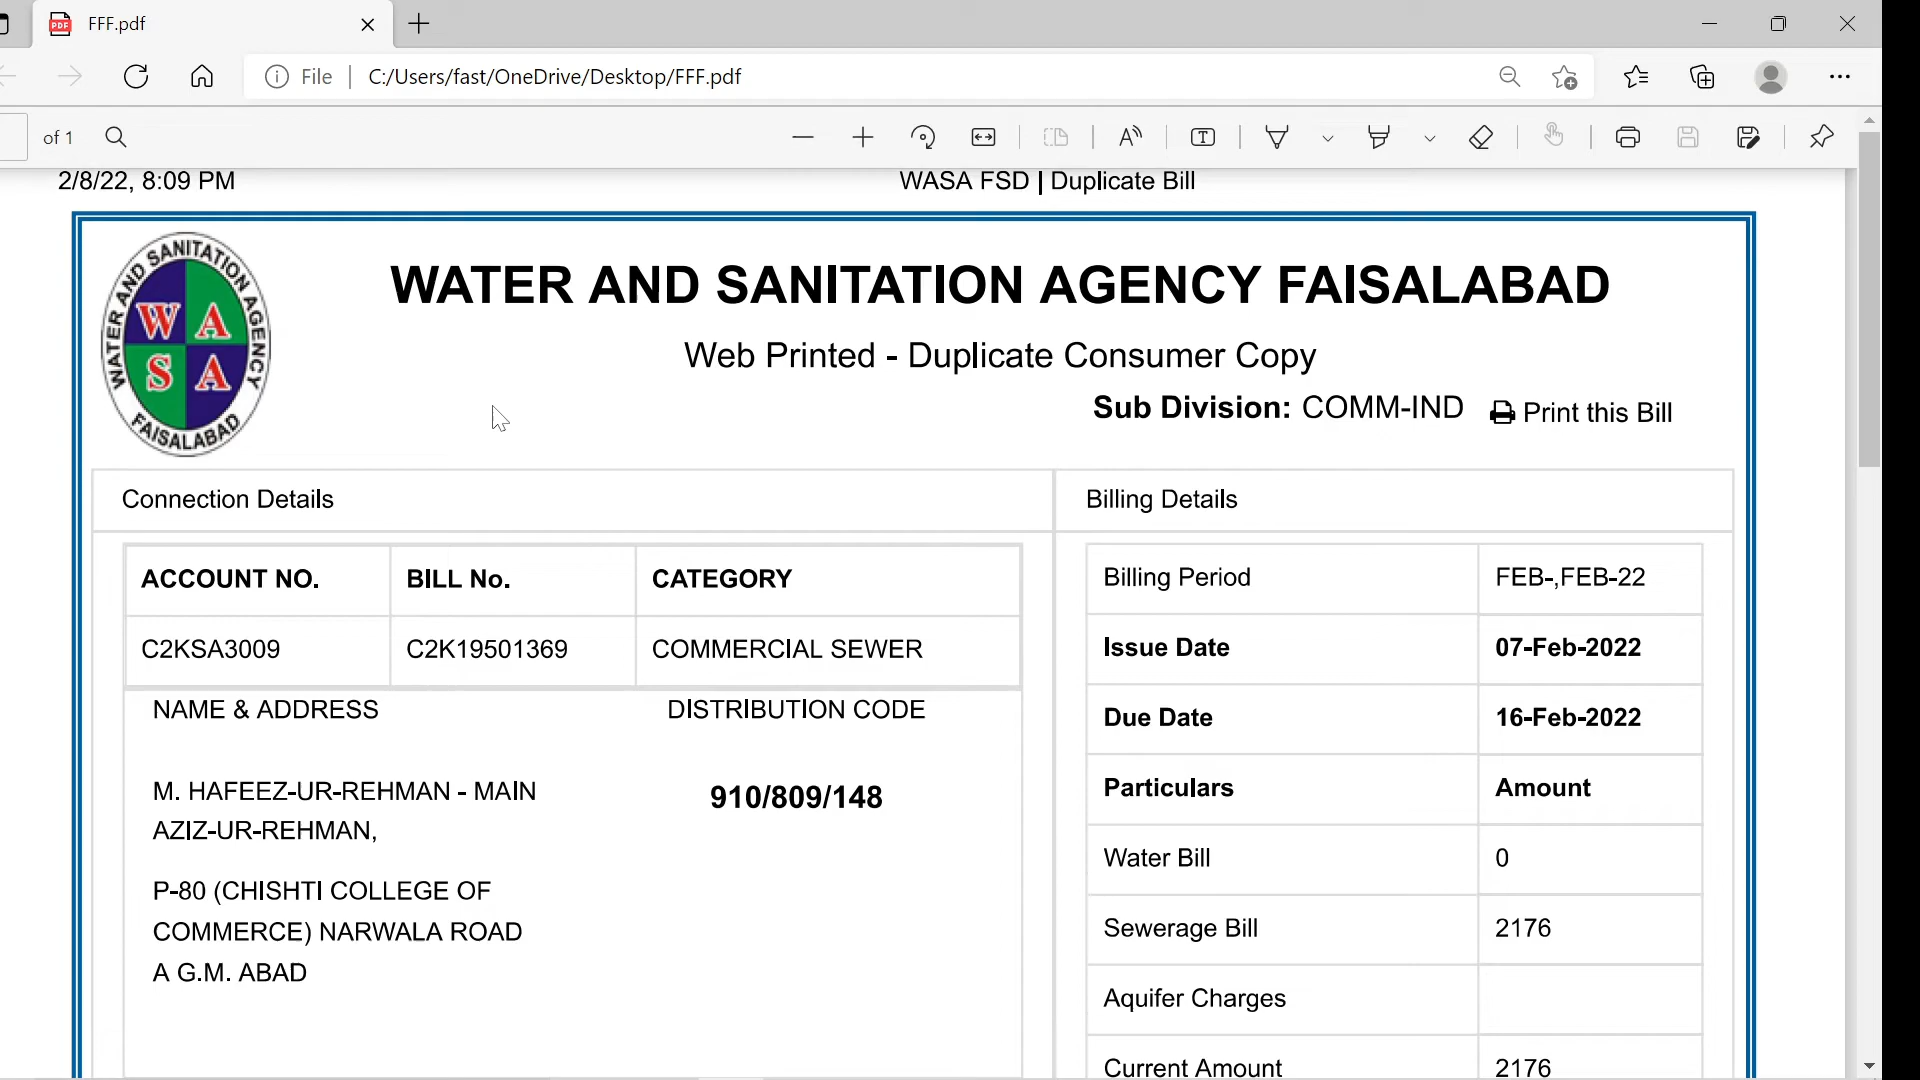 FFF.pdf
File | C:/Users/fast/OneDrive/Desktop/FFF.pdf
of 1
2/8/22, 8:09 PM
WASA FSD | Duplicate Bill
WATER AND SANITATION AGENCY
W A
S A
FAISALABAD
WATER AND SANITATION AGENCY FAISALABAD
Web Printed - Duplicate Consumer Copy
Sub Division: COMM-IND Print this Bill
Connection Details
ACCOUNT NO. BILL No. CATEGORY
C2KSA3009 C2K19501369 COMMERCIAL SEWER
NAME & ADDRESS DISTRIBUTION CODE
M. HAFEEZ-UR-REHMAN - MAIN 910/809/148
AZIZ-UR-REHMAN,
P-80 (CHISHTI COLLEGE OF
COMMERCE) NARWALA ROAD
A G.M. ABAD
Billing Details
Billing Period FEB-,FEB-22
Issue Date 07-Feb-2022
Due Date 16-Feb-2022
Particulars Amount
Water Bill 0
Sewerage Bill 2176
Aquifer Charges
Current Amount 2176